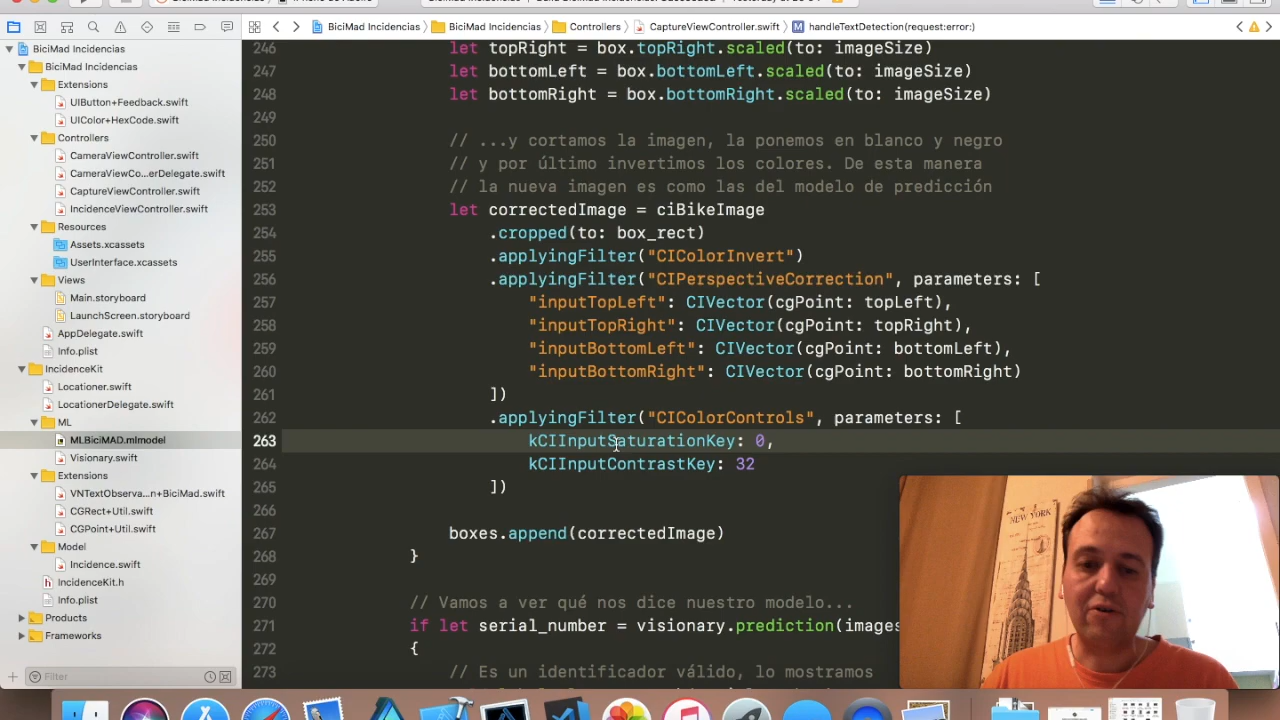 BiciMad Incidencias
BiciMad Incidencias
Controllers
CaptureViewController.swift
handleTextDetection(request:error:)
BiciMad Incidencias
BiciMad Incidencias
Extensions
UIButton+Feedback.swift
UIColor+HexCode.swift
Controllers
CameraViewController.swift
CameraViewCo...erDelegate.swift
CaptureViewController.swift
IncidenceViewController.swift
Resources
Assets.xcassets
UserInterface.xcassets
Views
Main.storyboard
LaunchScreen.storyboard
AppDelegate.swift
Info.plist
IncidenceKit
Locationer.swift
LocationerDelegate.swift
ML
MLBiciMAD.mlmodel
Visionary.swift
Extensions
VNTextObserva...n+BiciMad.swift
CGRect+Util.swift
CGPoint+Util.swift
Model
Incidence.swift
IncidenceKit.h
Info.plist
Products
Frameworks
Filter
246 let topRight = box.topRight.scaled(to: imageSize)
247 let bottomLeft = box.bottomLeft.scaled(to: imageSize)
248 let bottomRight = box.bottomRight.scaled(to: imageSize)
249
250 // ...y cortamos la imagen, la ponemos en blanco y negro
251 // y por último invertimos los colores. De esta manera
252 // la nueva imagen es como las del modelo de predicción
253 let correctedImage = ciBikeImage
254 .cropped(to: box_rect)
255 .applyingFilter("CIColorInvert")
256 .applyingFilter("CIPerspectiveCorrection", parameters: [
257 "inputTopLeft": CIVector(cgPoint: topLeft),
258 "inputTopRight": CIVector(cgPoint: topRight),
259 "inputBottomLeft": CIVector(cgPoint: bottomLeft),
260 "inputBottomRight": CIVector(cgPoint: bottomRight)
261 ])
262 .applyingFilter("CIColorControls", parameters: [
263 kCIInputSaturationKey: 0,
264 kCIInputContrastKey: 32
265 ])
266
267 boxes.append(correctedImage)
268 }
269
270 // Vamos a ver qué nos dice nuestro modelo...
271 if let serial_number = visionary.prediction(images
272 {
273 // Es un identificador válido, lo mostramos
NEW YORK